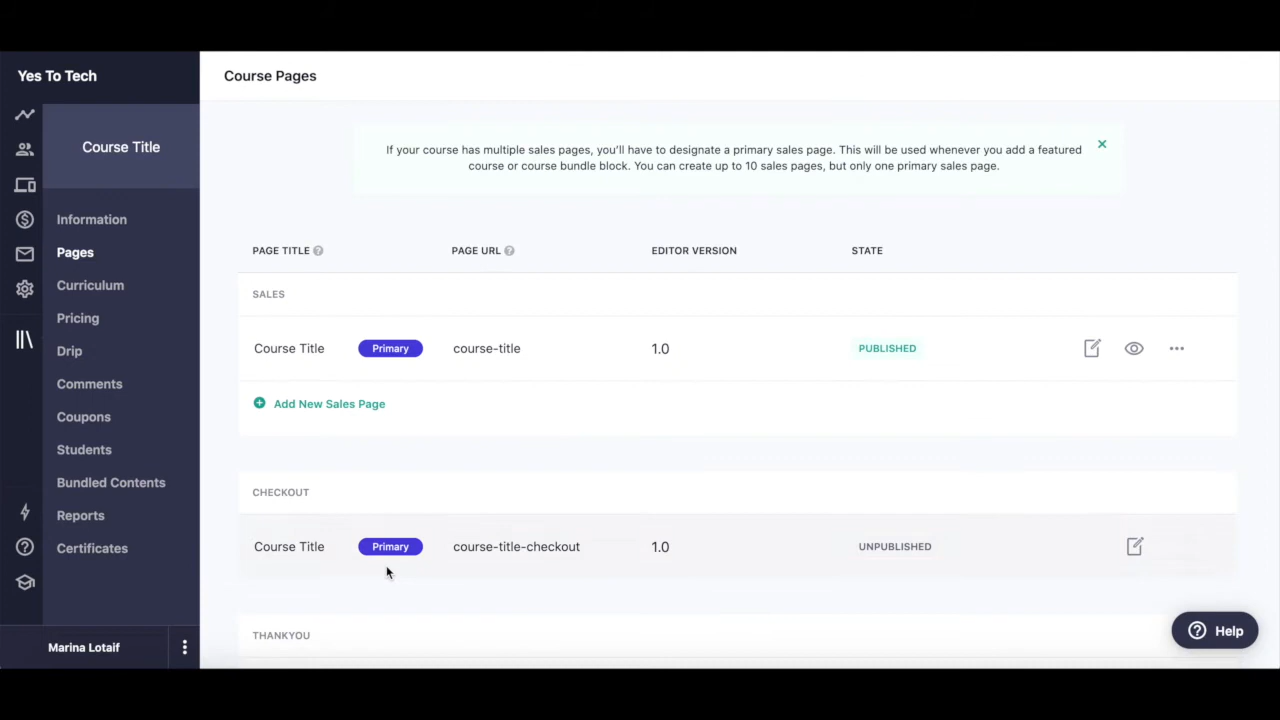 Yes To Tech
Course Pages
Course Title
If your course has multiple sales pages, you'll have to designate a primary sales page. This will be used whenever you add a featured
course or course bundle block. You can create up to 10 sales pages, but only one primary sales page.
Information
Pages
Curriculum
Pricing
Drip
Comments
Coupons
Students
Bundled Contents
Reports
Certificates
Marina Lotaif
PAGE TITLE ? PAGE URL ? EDITOR VERSION STATE
SALES
Course Title Primary course-title 1.0 PUBLISHED
Add New Sales Page
CHECKOUT
Course Title Primary course-title-checkout 1.0 UNPUBLISHED
THANKYOU
? Help